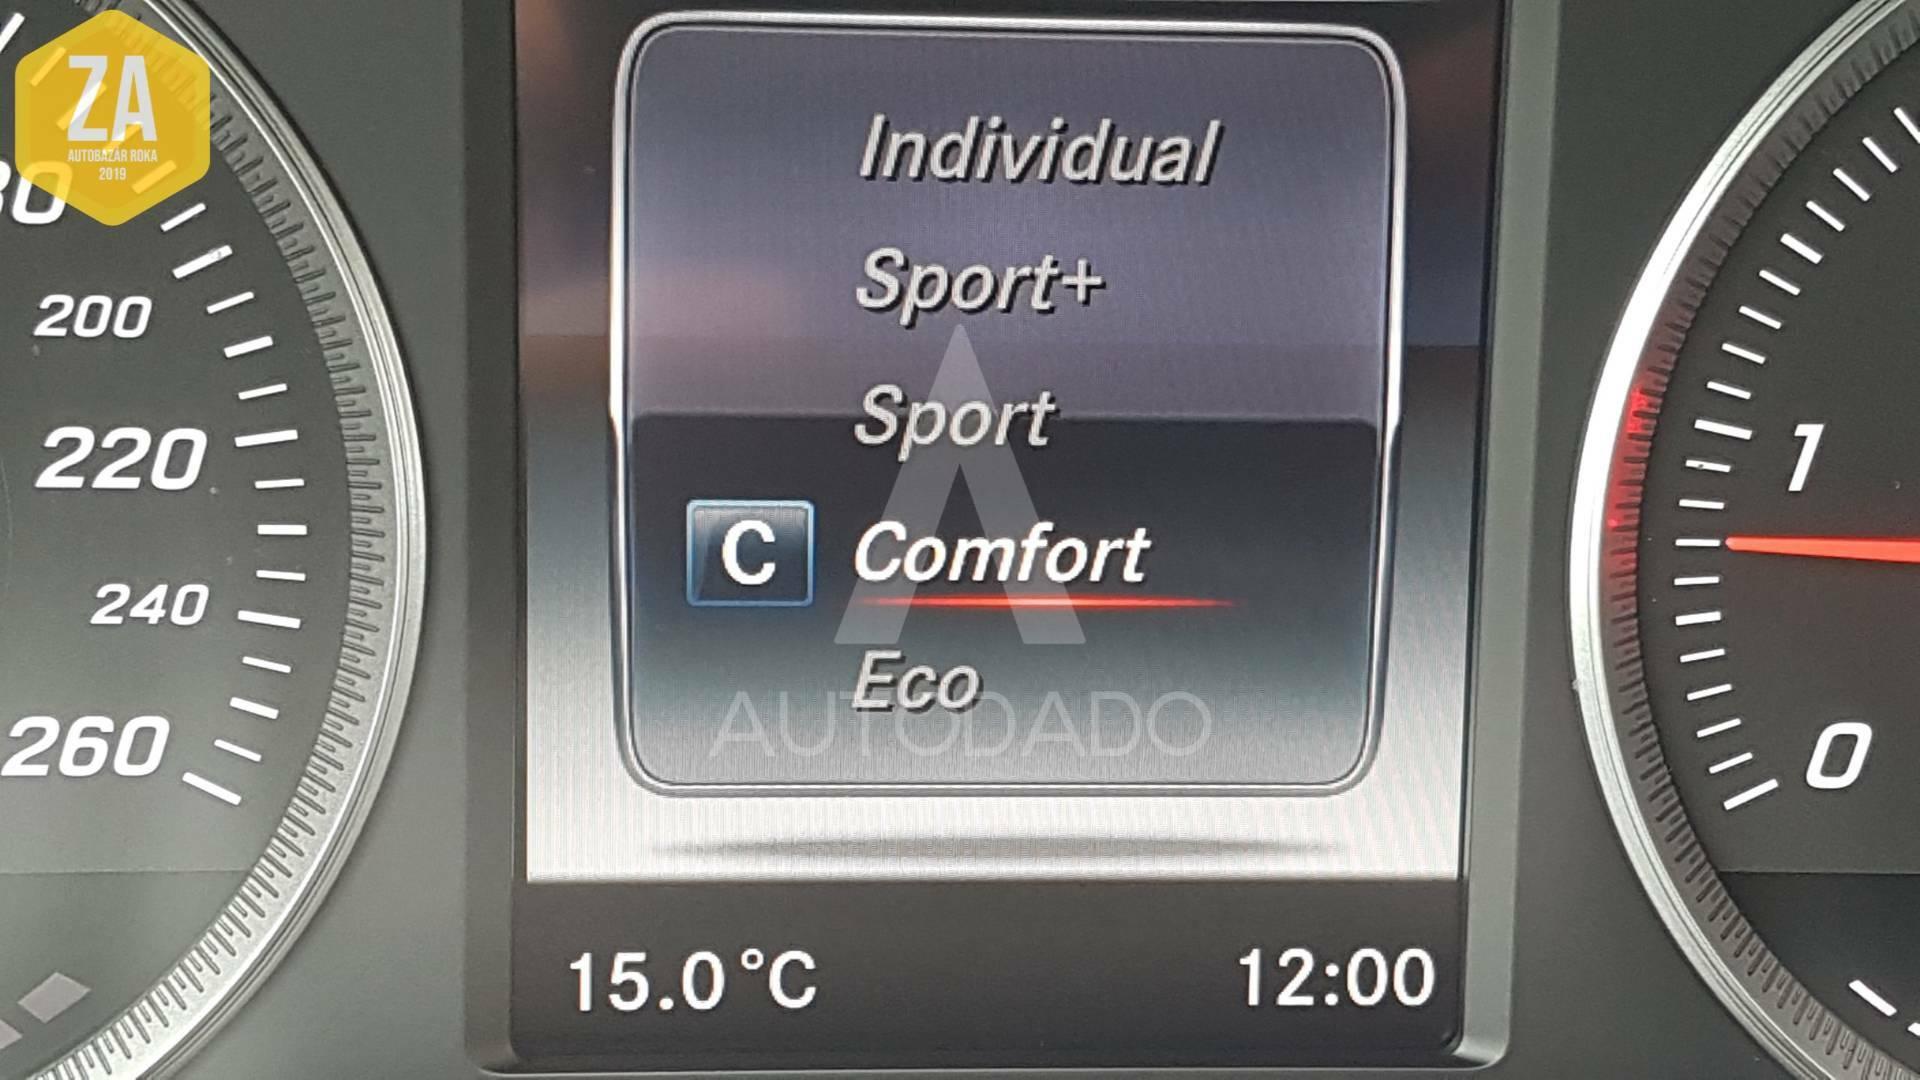 ZA
AUTOBAZÁR ROKA
2019
200
220
240
260
Individual
Sport+
Sport
C Comfort
Eco
AUTODADO
15.0 °C
12:00
1
0